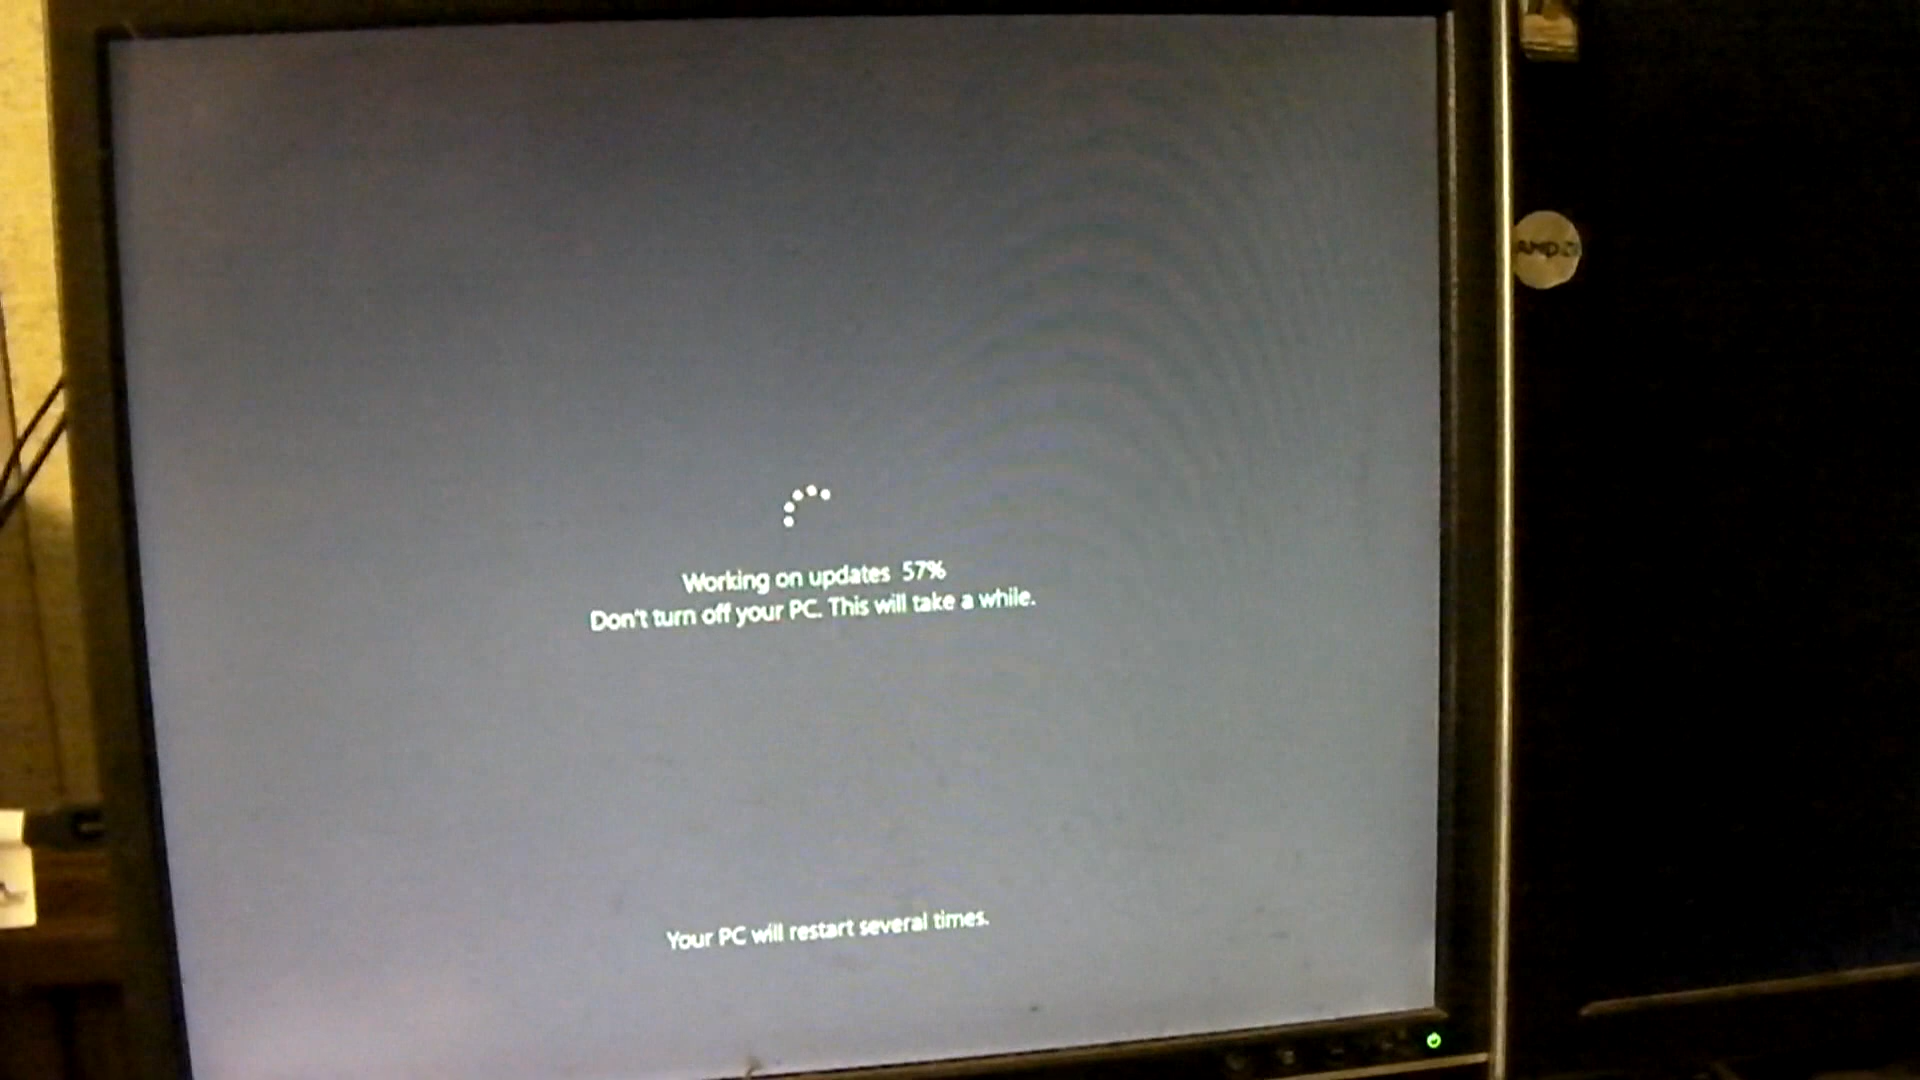 Working on updates 57%
Don't turn off your PC. This will take a while.
Your PC will restart several times.